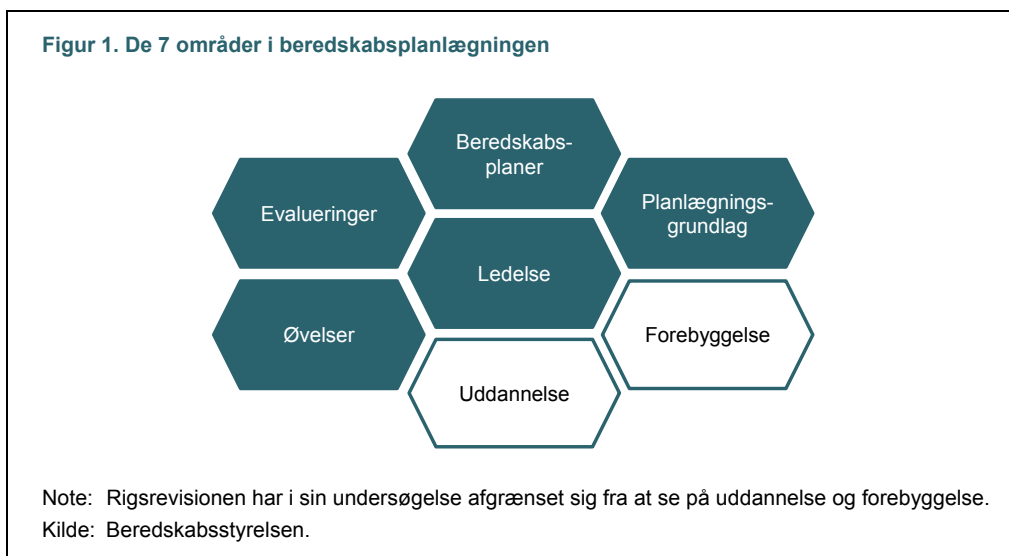 Figur 1. De 7 områder i beredskabsplanlægningen
Beredskabs-
planer
Evalueringer
Planlægnings-
grundlag
Ledelse
Øvelser
Forebyggelse
Uddannelse
Note: Rigsrevisionen har i sin undersøgelse afgrænset sig fra at se på uddannelse og forebyggelse.
Kilde: Beredskabsstyrelsen.